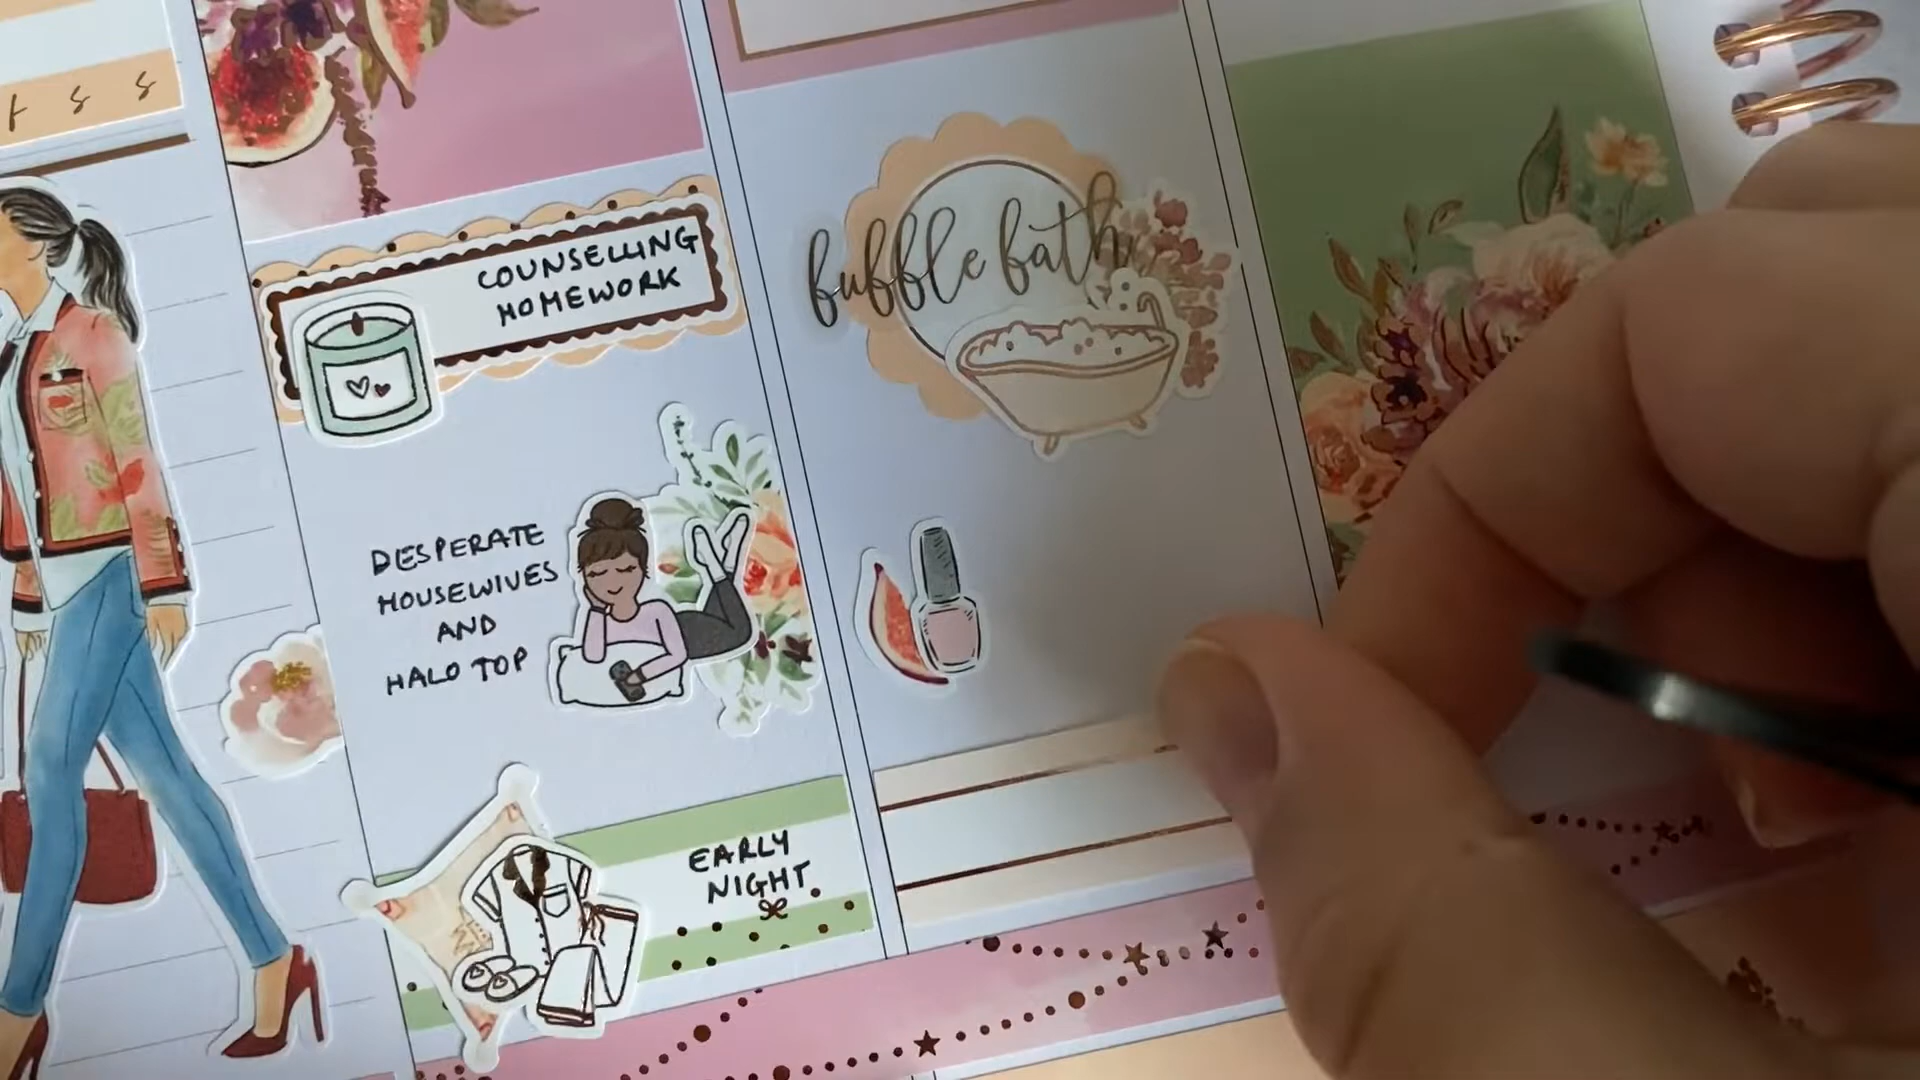 t s s
COUNSELLING
HOMEWORK
DESPERATE
HOUSEWIVES
AND
HALO TOP
EARLY
NIGHT
bubble bath